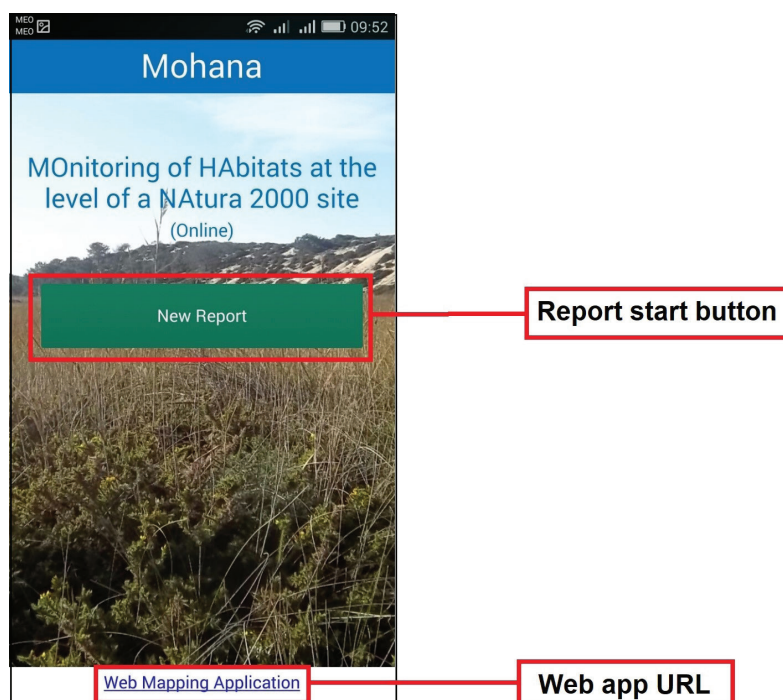 MEO
MEO
09:52
Mohana
MOnitoring of HAbitats at the
level of a NAtura 2000 site
(Online)
New Report
Report start button
Web Mapping Application
Web app URL